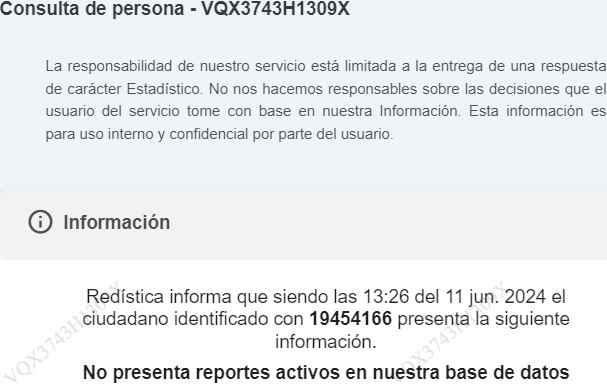 Consulta de persona - VQX3743H1309X
La responsabilidad de nuestro servicio está limitada a la entrega de una respuesta
de carácter Estadístico. No nos hacemos responsables sobre las decisiones que el
usuario del servicio tome con base en nuestra Información. Esta información es
para uso interno y confidencial por parte del usuario.
Información
Redística informa que siendo las 13:26 del 11 jun. 2024 el
ciudadano identificado con 19454166 presenta la siguiente
información.
No presenta reportes activos en nuestra base de datos
VQX3743H1309X